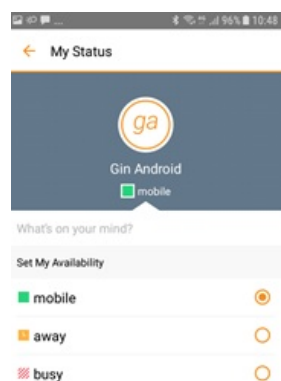 96% 10:48
My Status
ga
Gin Android
mobile
What's on your mind?
Set My Availability
mobile
away
busy